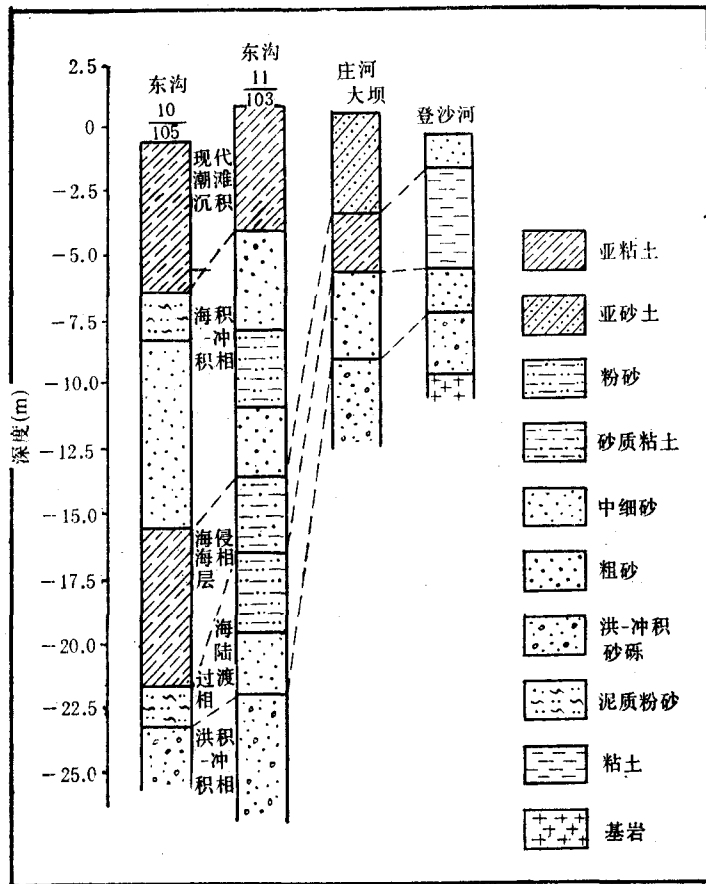 深度(m)
2.5
0
-2.5
-5.0
-7.5
-10.0
-12.5
-15.0
-17.5
-20.0
-22.5
-25.0
东沟
10
105
东沟
11
103
庄河
大坝
登沙河
现代
潮滩
沉积
海积
-冲
积相
海侵
海相
层
海
陆
过渡
相
洪积
-冲
积相
亚粘土
亚砂土
粉砂
砂质粘土
中细砂
粗砂
洪-冲积
砂砾
泥质粉砂
粘土
基岩